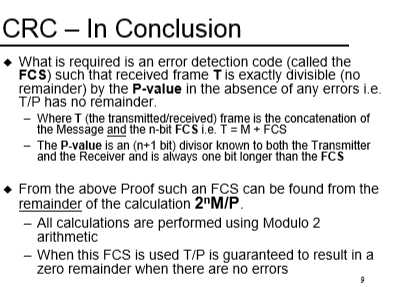 CRC – In Conclusion
◆ What is required is an error detection code (called the
FCS) such that received frame T is exactly divisible (no
remainder) by the P-value in the absence of any errors i.e.
T/P has no remainder.
– Where T (the transmitted/received) frame is the concatenation of
the Message and the n-bit FCS i.e. T = M + FCS
– The P-value is an (n+1 bit) divisor known to both the Transmitter
and the Receiver and is always one bit longer than the FCS
◆ From the above Proof such an FCS can be found from the
remainder of the calculation 2ⁿM/P.
– All calculations are performed using Modulo 2
arithmetic
– When this FCS is used T/P is guaranteed to result in a
zero remainder when there are no errors
9